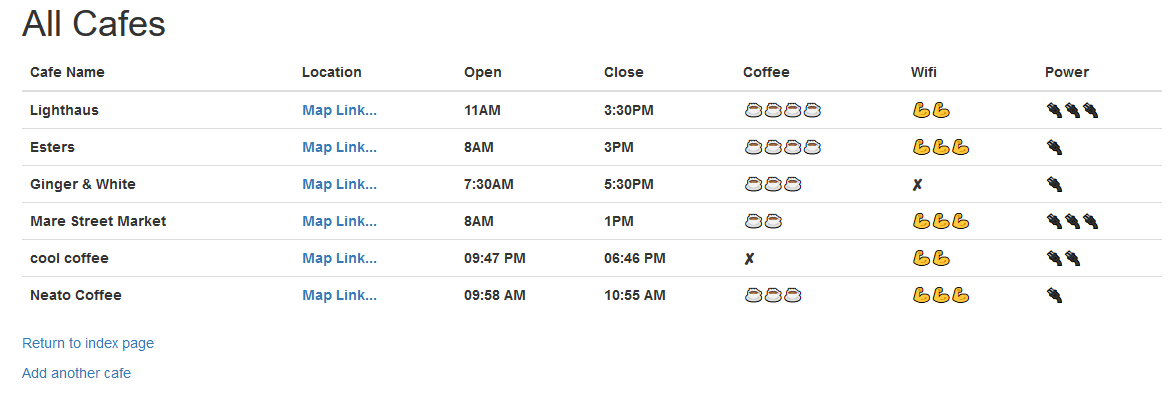 All Cafes
Cafe Name Location Open Close Coffee Wifi Power
Lighthaus Map Link... 11AM 3:30PM ☕☕☕☕ 💪💪 🔌🔌🔌
Esters Map Link... 8AM 3PM ☕☕☕☕ 💪💪💪 🔌
Ginger & White Map Link... 7:30AM 5:30PM ☕☕☕ ✘ 🔌
Mare Street Market Map Link... 8AM 1PM ☕☕ 💪💪💪 🔌🔌🔌
cool coffee Map Link... 09:47 PM 06:46 PM ✘ 💪💪 🔌🔌
Neato Coffee Map Link... 09:58 AM 10:55 AM ☕☕☕ 💪💪💪 🔌
Return to index page
Add another cafe